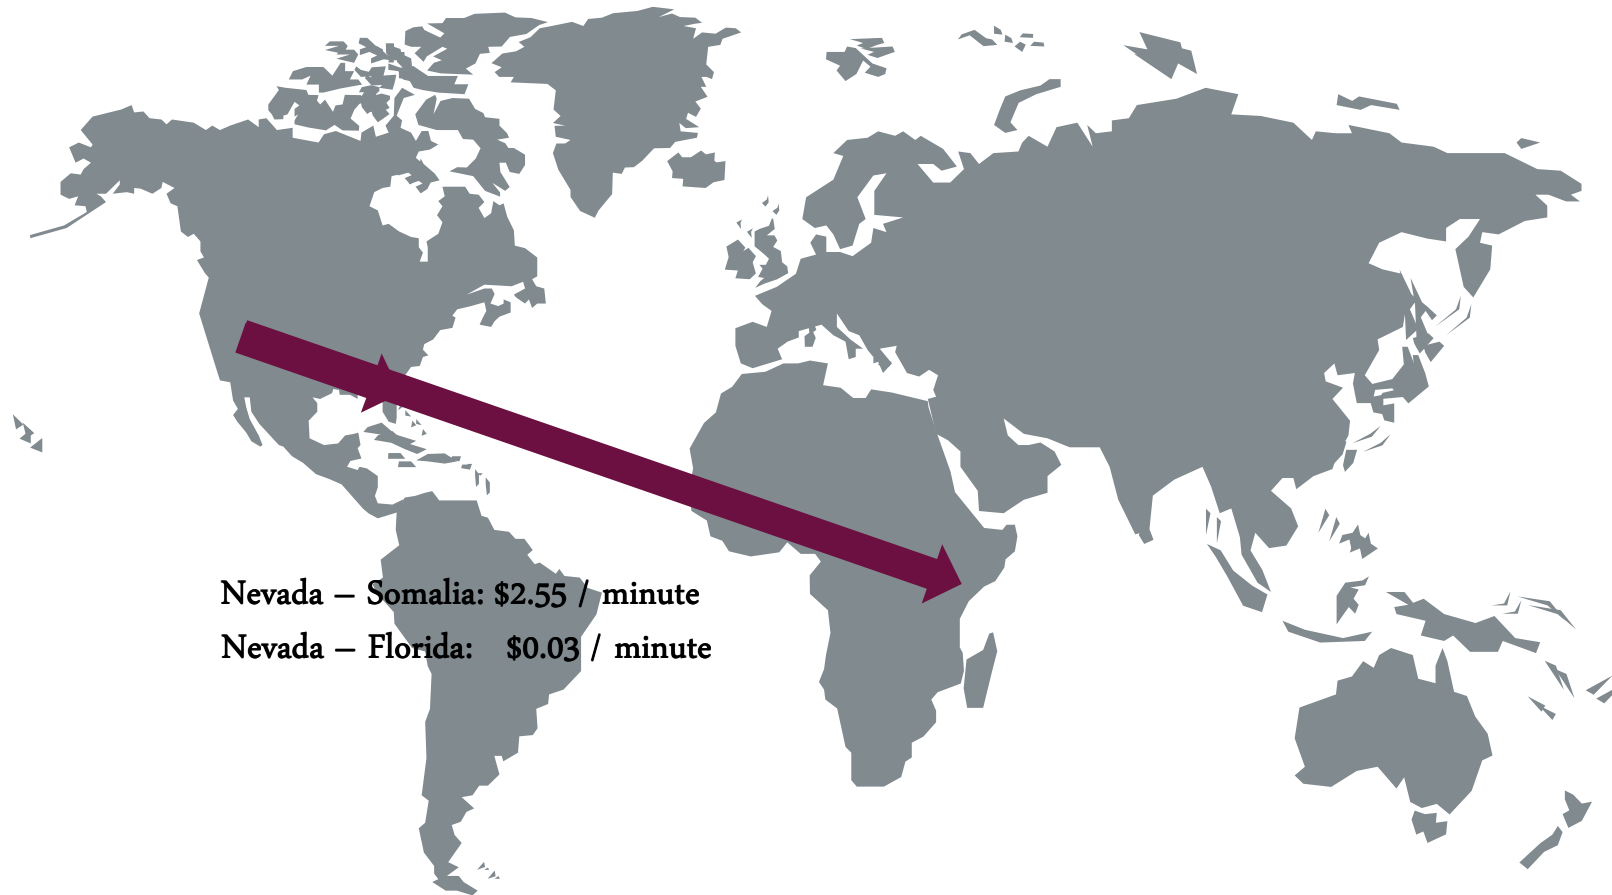 Nevada – Somalia: $2.55 / minute
Nevada – Florida: $0.03 / minute